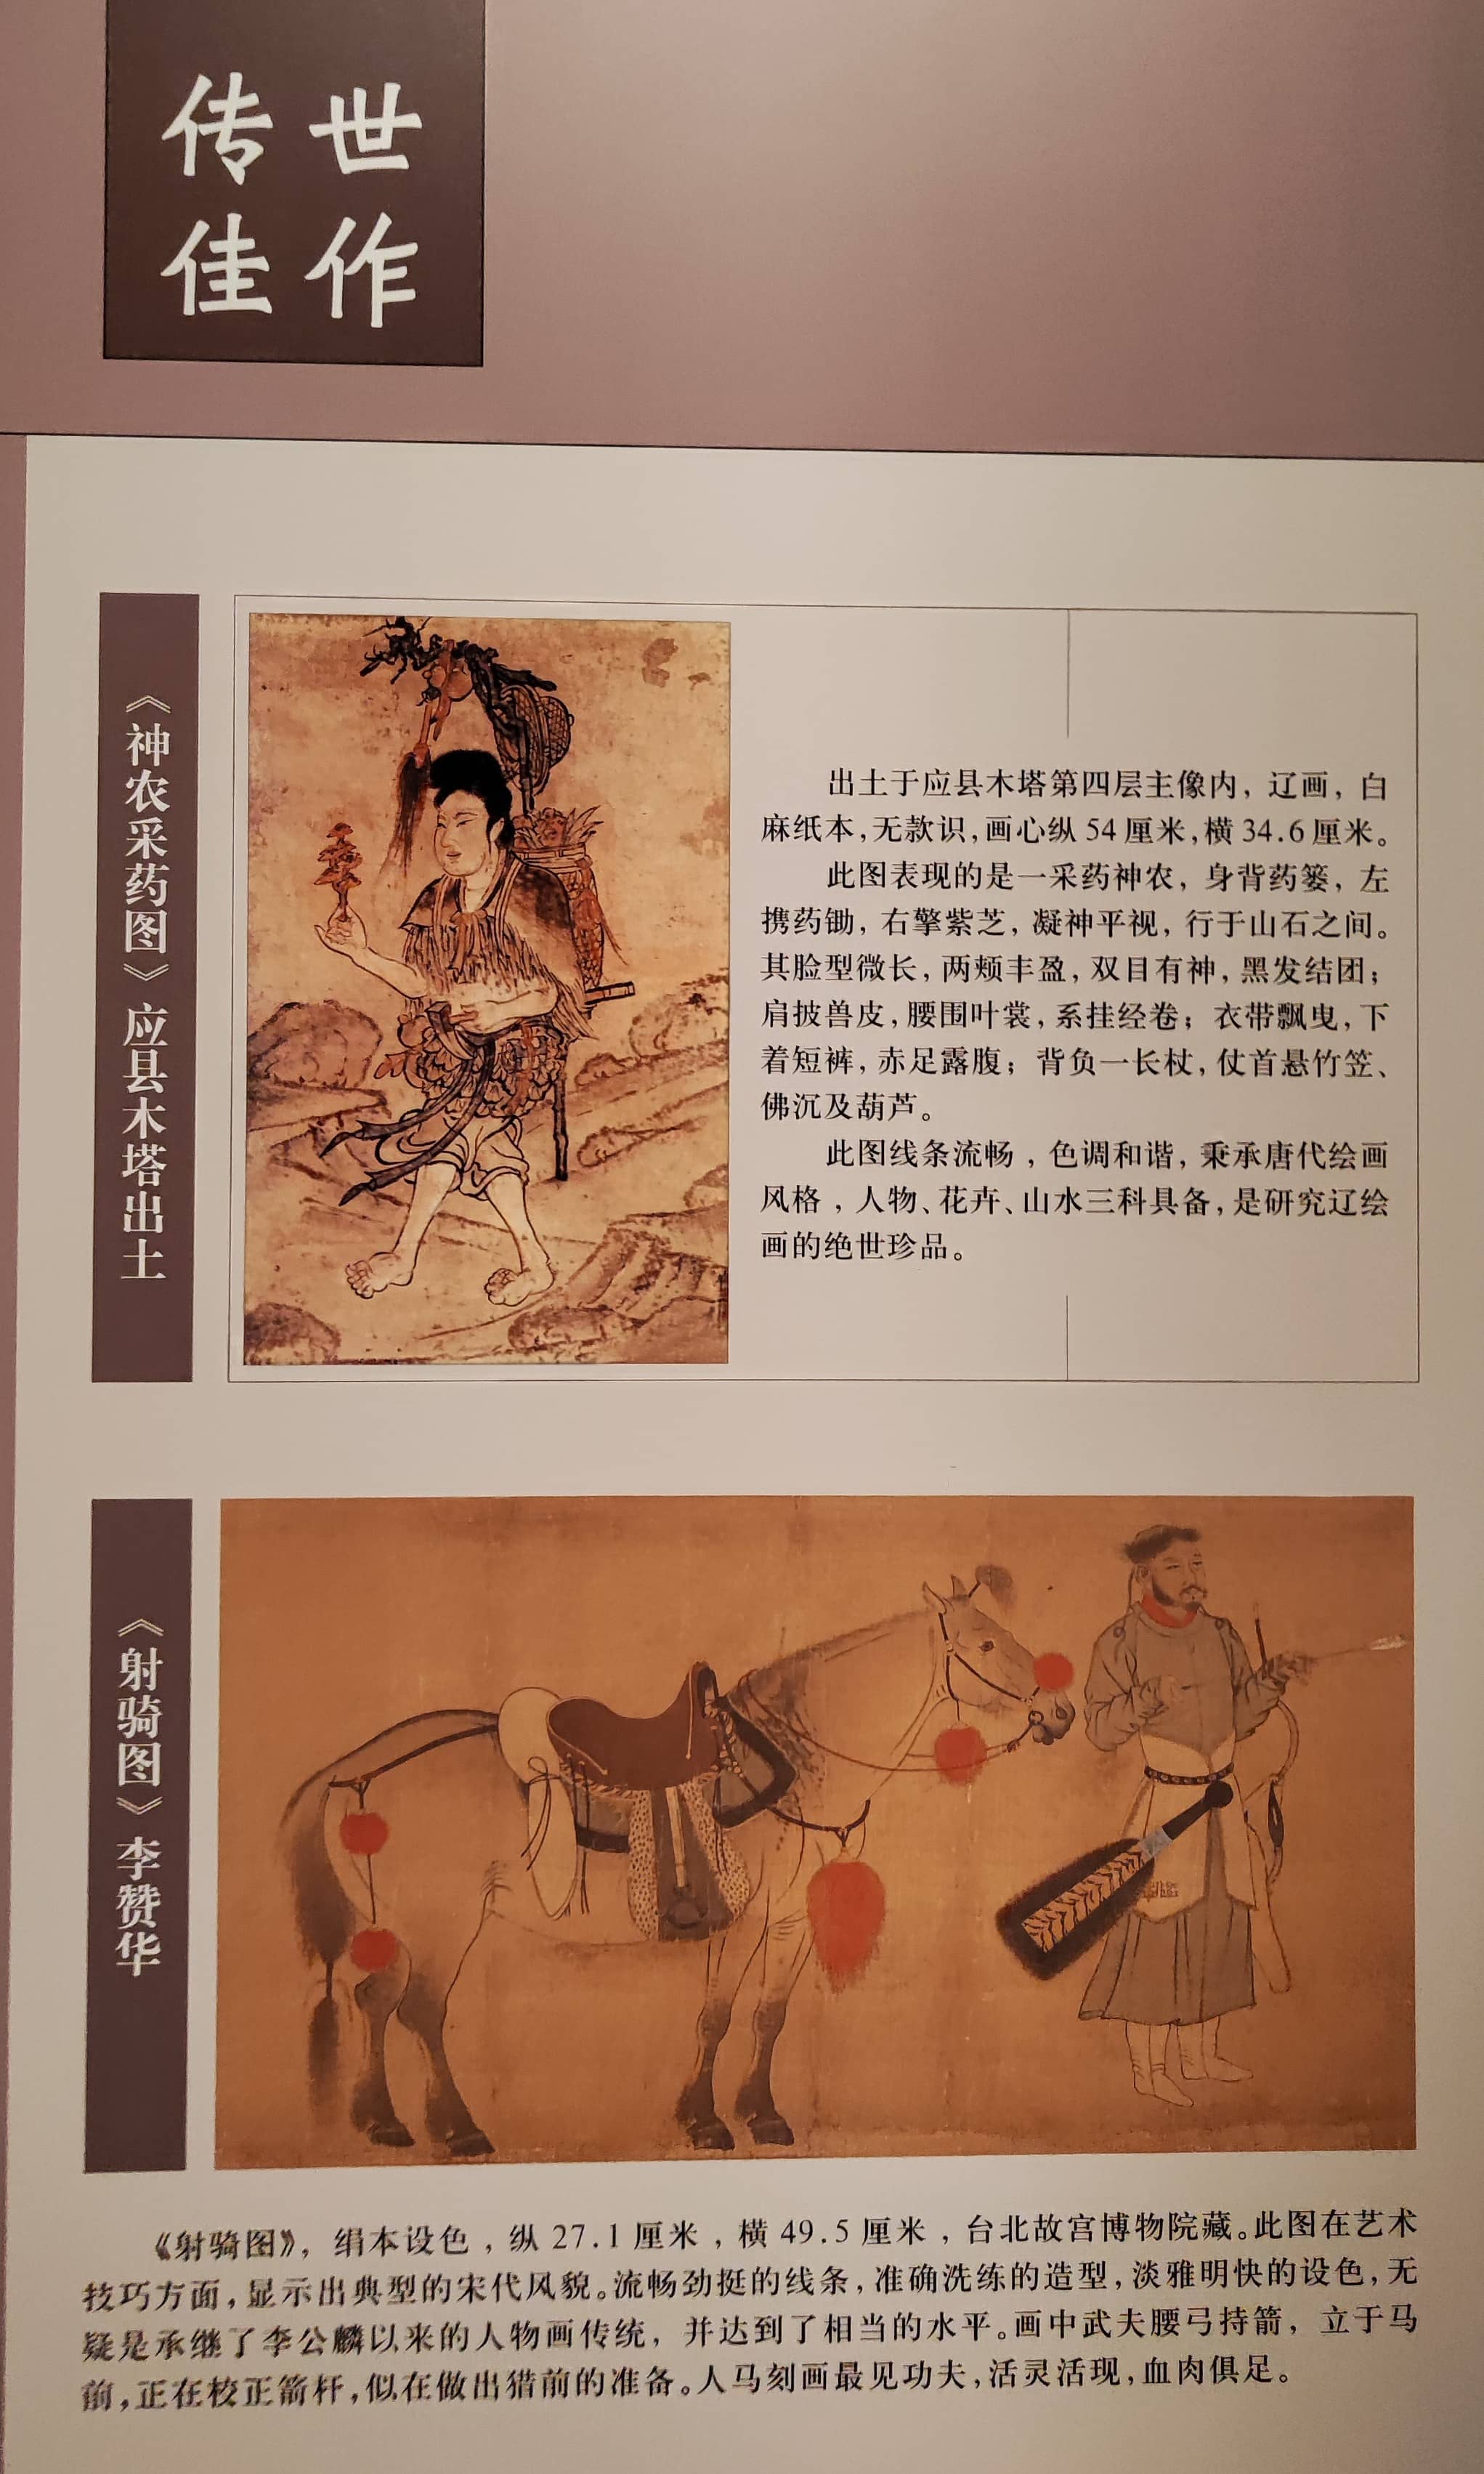 传世
佳作
《神农采药图》应县木塔出土
出土于应县木塔第四层主像内，辽画，白
麻纸本，无款识，画心纵54厘米，横34.6厘米。
此图表现的是一采药神农，身背药篓，左
携药锄，右擎紫芝，凝神平视，行于山石之间。
其脸型微长，两颊丰盈，双目有神，黑发结团；
肩披兽皮，腰围叶裳，系挂经卷；衣带飘曳，下
着短裤，赤足露腹；背负一长杖，仗首悬竹笠、
佛沉及葫芦。
此图线条流畅，色调和谐，秉承唐代绘画
风格，人物、花卉、山水三科具备，是研究辽绘
画的绝世珍品。
《射骑图》李赞华
《射骑图》，绢本设色，纵27.1厘米，横49.5厘米，台北故宫博物院藏。此图在艺术
技巧方面，显示出典型的宋代风貌。流畅劲挺的线条，准确洗练的造型，淡雅明快的设色，无
疑是承继了李公麟以来的人物画传统，并达到了相当的水平。画中武夫腰弓持箭，立于马
前，正在校正箭杆，似在做出猎前的准备。人马刻画最见功夫，活灵活现，血肉俱足。